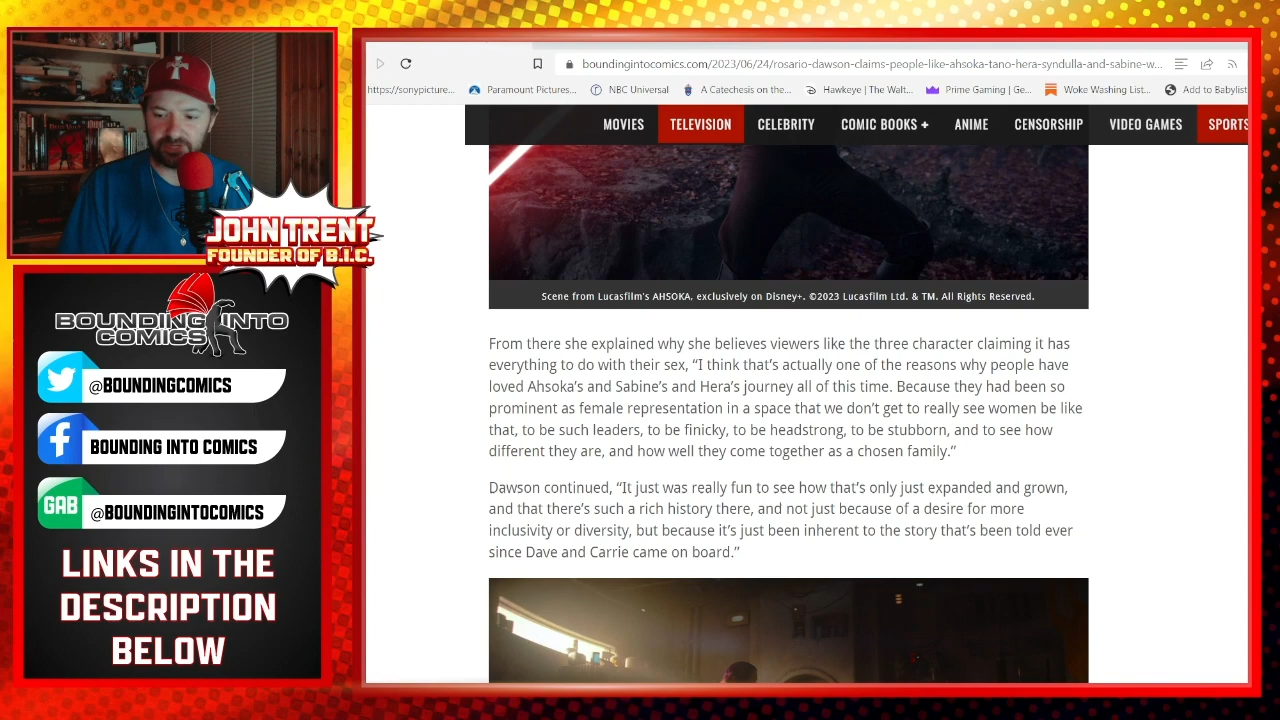 boundingintocomics.com/2023/06/24/rosario-dawson-claims-people-like-ahsoka-tano-hera-syndulla-and-sabine-w...
https://sonypicture... Paramount Pictures... NBC Universal A Catechesis on the... Hawkeye | The Walt... Prime Gaming | Ge... Woke Washing List... Add to Babylist
MOVIES TELEVISION CELEBRITY COMIC BOOKS + ANIME CENSORSHIP VIDEO GAMES SPORTS
Scene from Lucasfilm's AHSOKA, exclusively on Disney+. ©2023 Lucasfilm Ltd. & TM. All Rights Reserved.
From there she explained why she believes viewers like the three character claiming it has
everything to do with their sex, “I think that’s actually one of the reasons why people have
loved Ahsoka’s and Sabine’s and Hera’s journey all of this time. Because they had been so
prominent as female representation in a space that we don’t get to really see women be like
that, to be such leaders, to be finicky, to be headstrong, to be stubborn, and to see how
different they are, and how well they come together as a chosen family.”
Dawson continued, “It just was really fun to see how that’s only just expanded and grown,
and that there’s such a rich history there, and not just because of a desire for more
inclusivity or diversity, but because it’s just been inherent to the story that’s been told ever
since Dave and Carrie came on board.”
JOHN TRENT
FOUNDER OF B.I.C.
BOUNDING INTO
COMICS
@BOUNDINGCOMICS
BOUNDING INTO COMICS
GAB
@BOUNDINGINTOCOMICS
LINKS IN THE
DESCRIPTION
BELOW